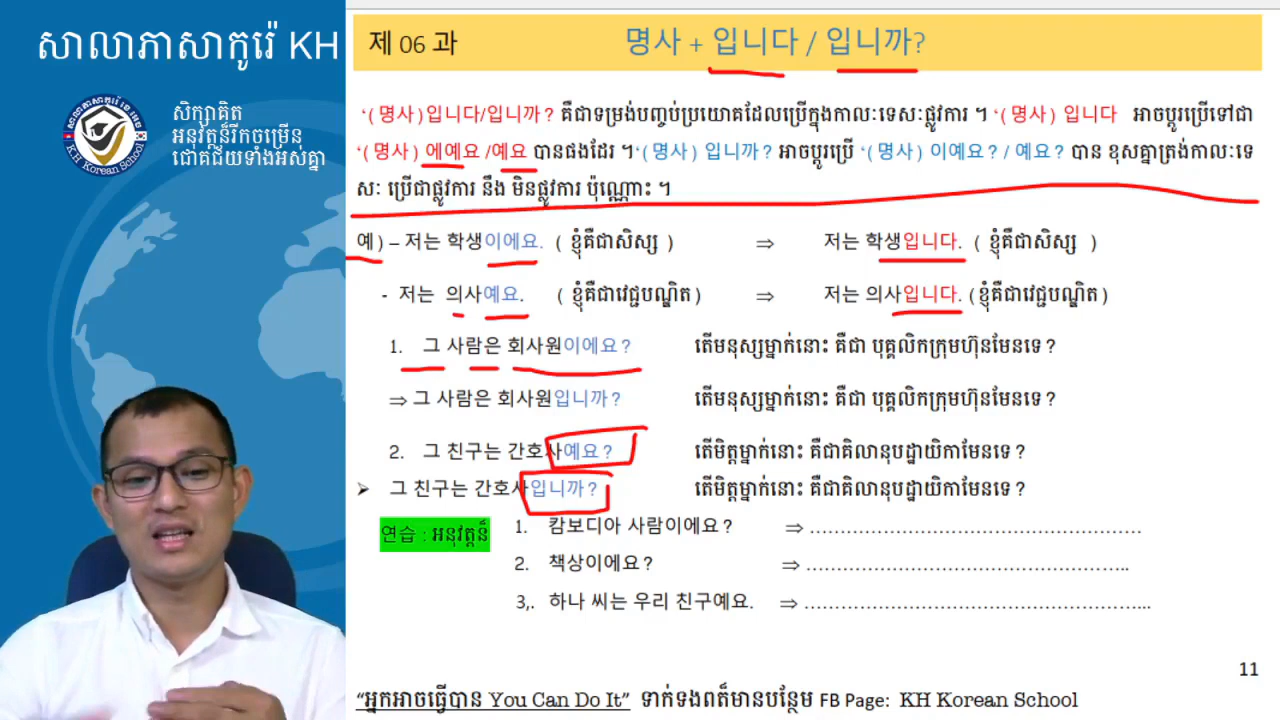 សាលាភាសាកូរ៉េ KH
សិក្សាគិត
អនុវត្តន៍រីកចម្រើន
ជោគជ័យទាំងអស់គ្នា
សាលាភាសាកូរ៉េ ខេ អេច
KH Korean School
제 06 과 명사 + 입니다 / 입니까?
‘(명사)입니다/입니까? គឺជាទម្រង់បញ្ចប់ប្រយោគដែលប្រើក្នុងកាលៈទេសៈផ្លូវការ ។ ‘(명사) 입니다 អាចប្តូរប្រើទៅជា
‘(명사) 에예요 /예요 បានផងដែរ ។‘(명사) 입니까? អាចប្តូរប្រើ ‘(명사) 이예요? / 예요? បាន ខុសគ្នាត្រង់កាលៈទេ
សៈ ប្រើជាផ្លូវការ នឹង មិនផ្លូវការ ប៉ុណ្ណោះ ។
예) – 저는 학생이에요. ( ខ្ញុំគឺជាសិស្ស ) ⇒ 저는 학생입니다. ( ខ្ញុំគឺជាសិស្ស )
- 저는 의사예요. ( ខ្ញុំគឺជាវេជ្ជបណ្ឌិត) ⇒ 저는 의사입니다. (ខ្ញុំគឺជាវេជ្ជបណ្ឌិត)
1. 그 사람은 회사원이에요? តើមនុស្សម្នាក់នោះ គឺជា បុគ្គលិកក្រុមហ៊ុនមែនទេ?
⇒ 그 사람은 회사원입니까? តើមនុស្សម្នាក់នោះ គឺជា បុគ្គលិកក្រុមហ៊ុនមែនទេ?
2. 그 친구는 간호사예요? តើមិត្តម្នាក់នោះ គឺជាគិលានុបដ្ឋាយិកាមែនទេ?
➢ 그 친구는 간호사입니까? តើមិត្តម្នាក់នោះ គឺជាគិលានុបដ្ឋាយិកាមែនទេ?
연습 : អនុវត្តន៍ 1. 캄보디아 사람이에요? ⇒ ……………………………………………
2. 책상이에요? ⇒ …………………………………………..
3,. 하나 씨는 우리 친구예요. ⇒ ……………………………………………...
11
“អ្នកអាចធ្វើបាន You Can Do It” ទាក់ទងពត៌មានបន្ថែម FB Page: KH Korean School